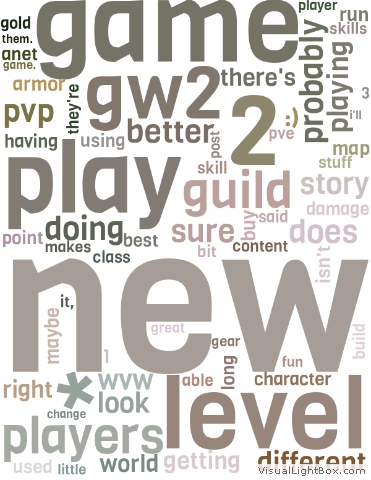 game
player
gold
run
them.
skills
anet
game.
probably
playing
there's
armor
they're
gw2
3
pvp
i'll
2
:)
better
post
pve
having
using
map
stuff
play
skill
guild
story
damage
doing
buy
said
point
best
sure
does
makes
content
class
bit
isn't
new
it,
maybe
great
build
gear
1
long
fun
right
*
wvw
able
character
look
level
change
players
world
getting
different
used
little
VisualLightBox.com